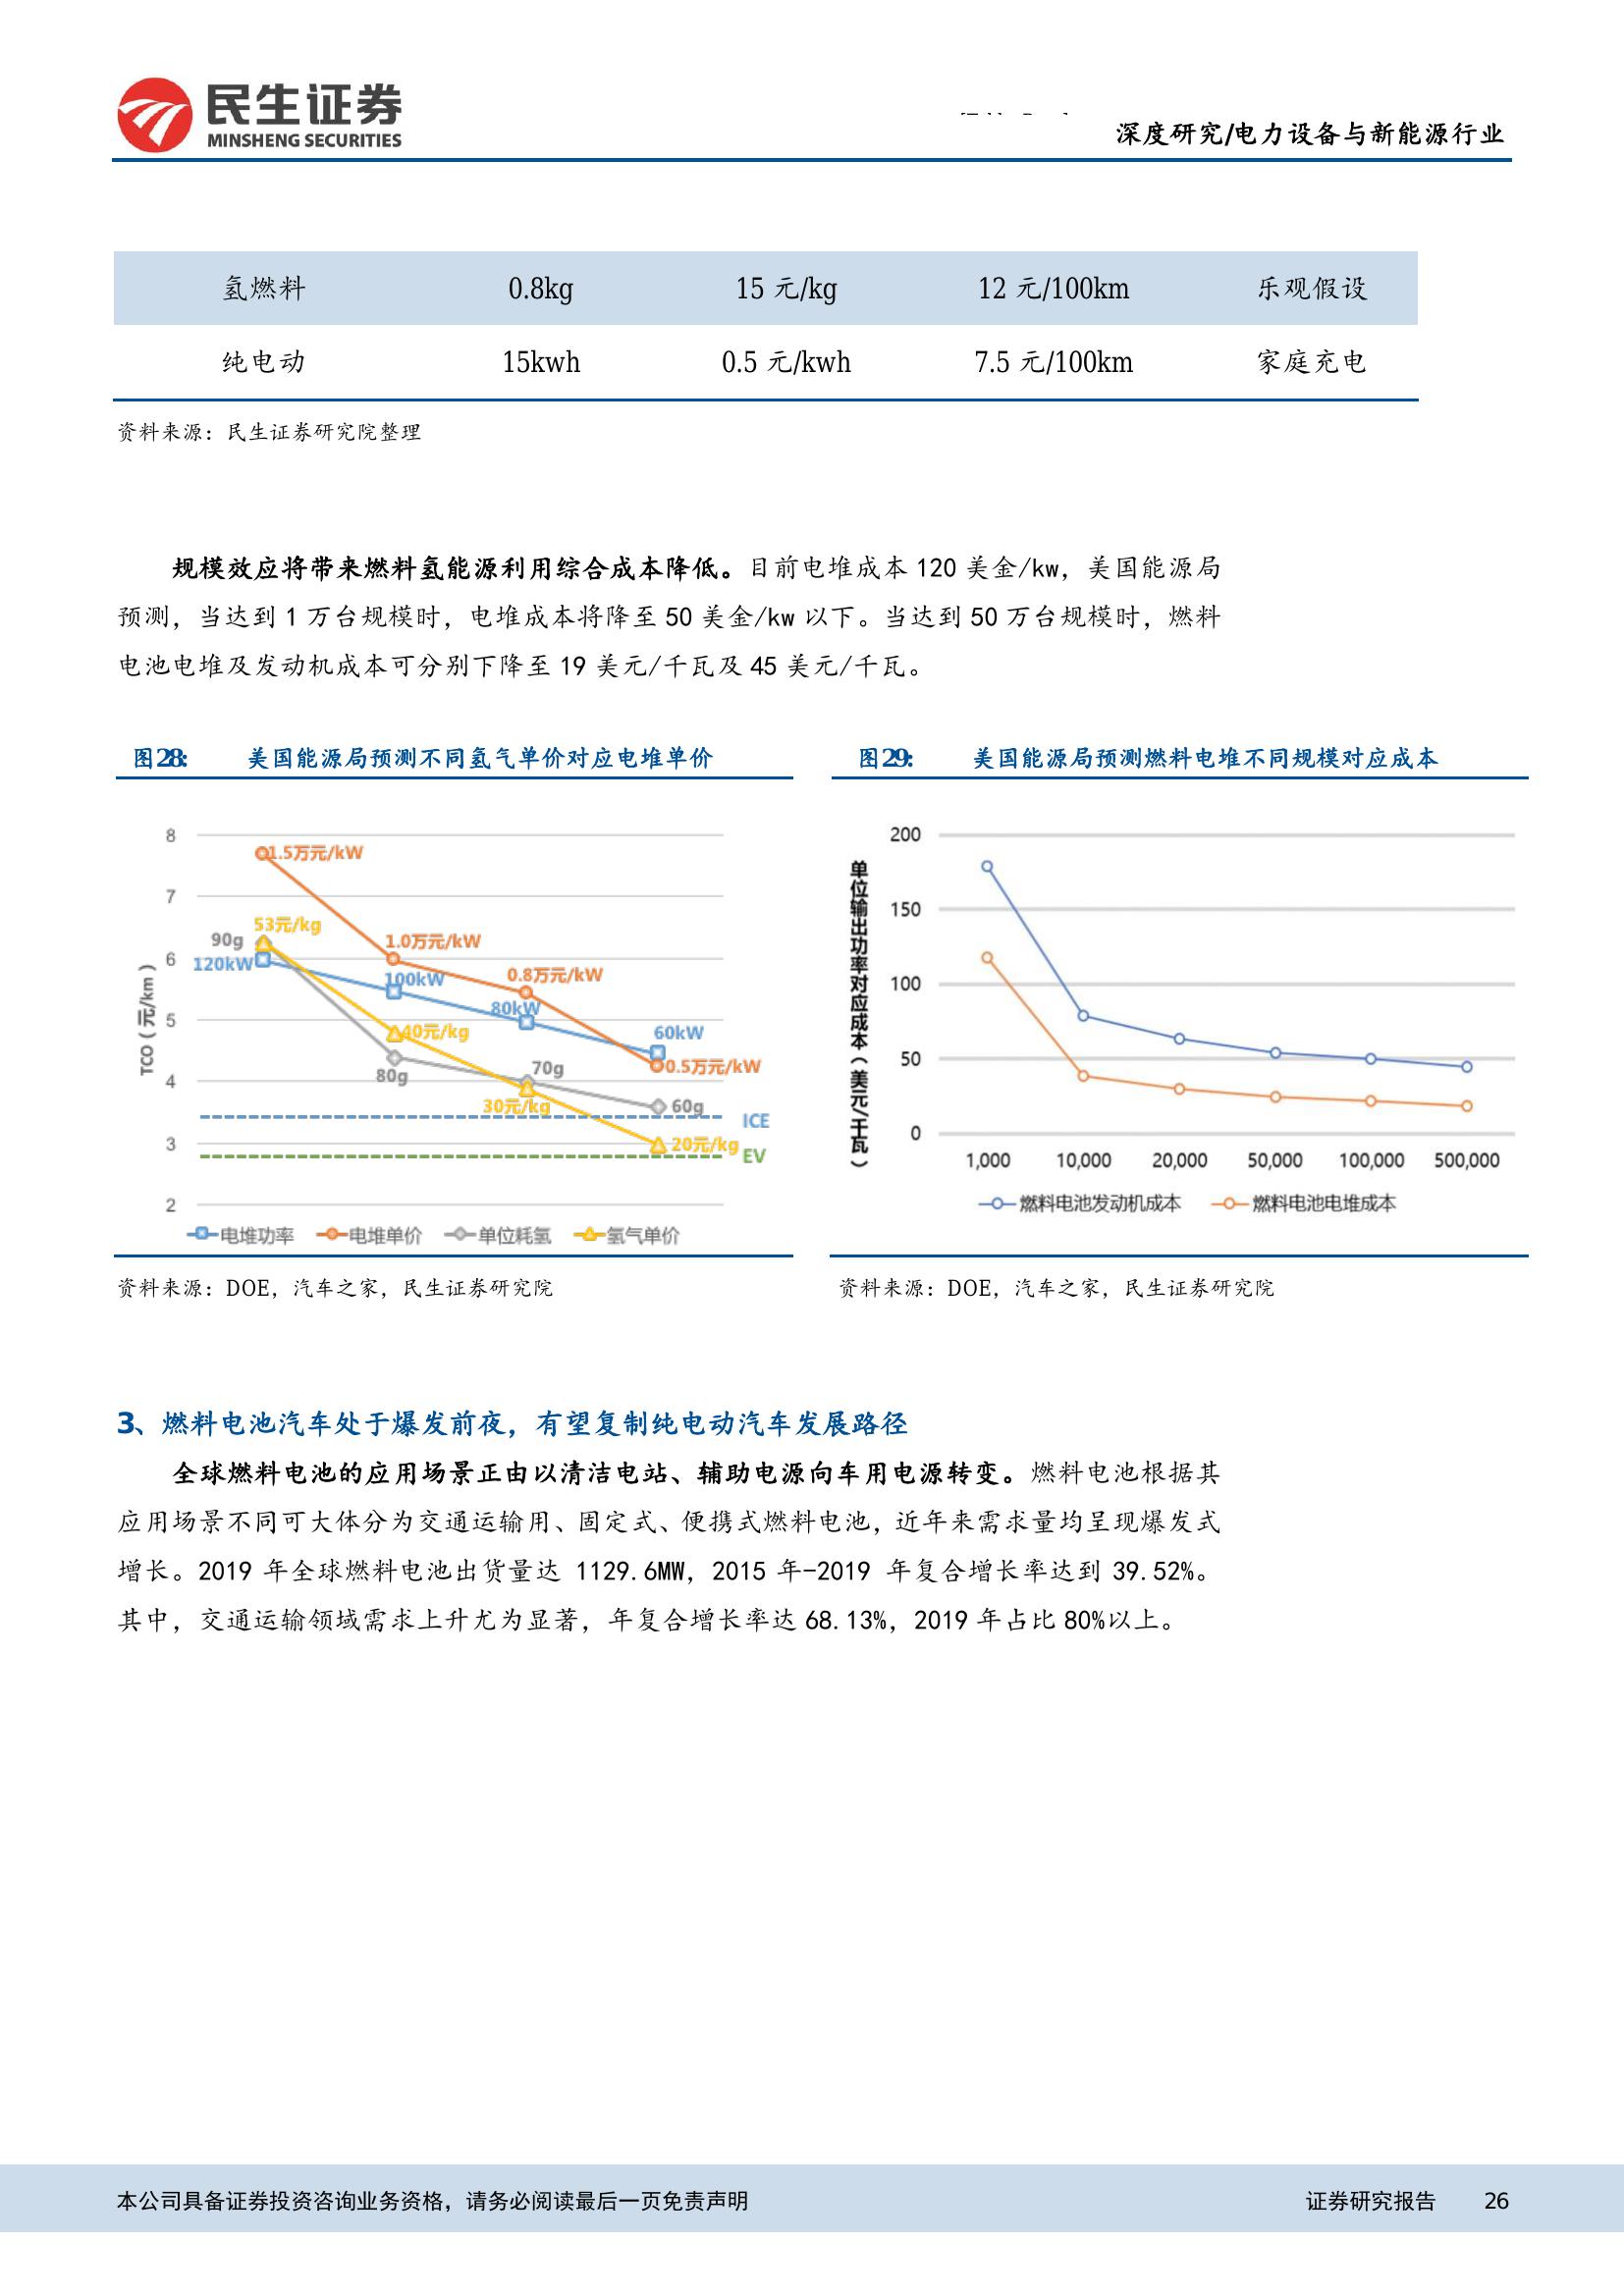 民生证券
MINSHENG SECURITIES
深度研究/电力设备与新能源行业
氢燃料 0.8kg 15 元/kg 12 元/100km 乐观假设
纯电动 15kwh 0.5 元/kwh 7.5 元/100km 家庭充电
资料来源：民生证券研究院整理
规模效应将带来燃料氢能源利用综合成本降低。目前电堆成本 120 美金/kw，美国能源局
预测，当达到 1 万台规模时，电堆成本将降至 50 美金/kw 以下。当达到 50 万台规模时，燃料
电池电堆及发动机成本可分别下降至 19 美元/千瓦及 45 美元/千瓦。
图28: 美国能源局预测不同氢气单价对应电堆单价
8
7
6
5
4
3
2
TCO（元/km）
1.5万元/kW
53元/kg
90g
120kW
1.0万元/kW
100kW
40元/kg
80g
0.8万元/kW
80kW
70g
30元/kg
60kW
0.5万元/kW
60g
20元/kg
ICE
EV
电堆功率 电堆单价 单位耗氢 氢气单价
资料来源：DOE，汽车之家，民生证券研究院
图29: 美国能源局预测燃料电堆不同规模对应成本
单位输出功率对应成本（美元/千瓦）
200
150
100
50
0
1,000 10,000 20,000 50,000 100,000 500,000
燃料电池发动机成本 燃料电池电堆成本
资料来源：DOE，汽车之家，民生证券研究院
3、燃料电池汽车处于爆发前夜，有望复制纯电动汽车发展路径
全球燃料电池的应用场景正由以清洁电站、辅助电源向车用电源转变。燃料电池根据其
应用场景不同可大体分为交通运输用、固定式、便携式燃料电池，近年来需求量均呈现爆发式
增长。2019 年全球燃料电池出货量达 1129.6MW，2015 年-2019 年复合增长率达到 39.52%。
其中，交通运输领域需求上升尤为显著，年复合增长率达 68.13%，2019 年占比 80%以上。
本公司具备证券投资咨询业务资格，请务必阅读最后一页免责声明 证券研究报告 26